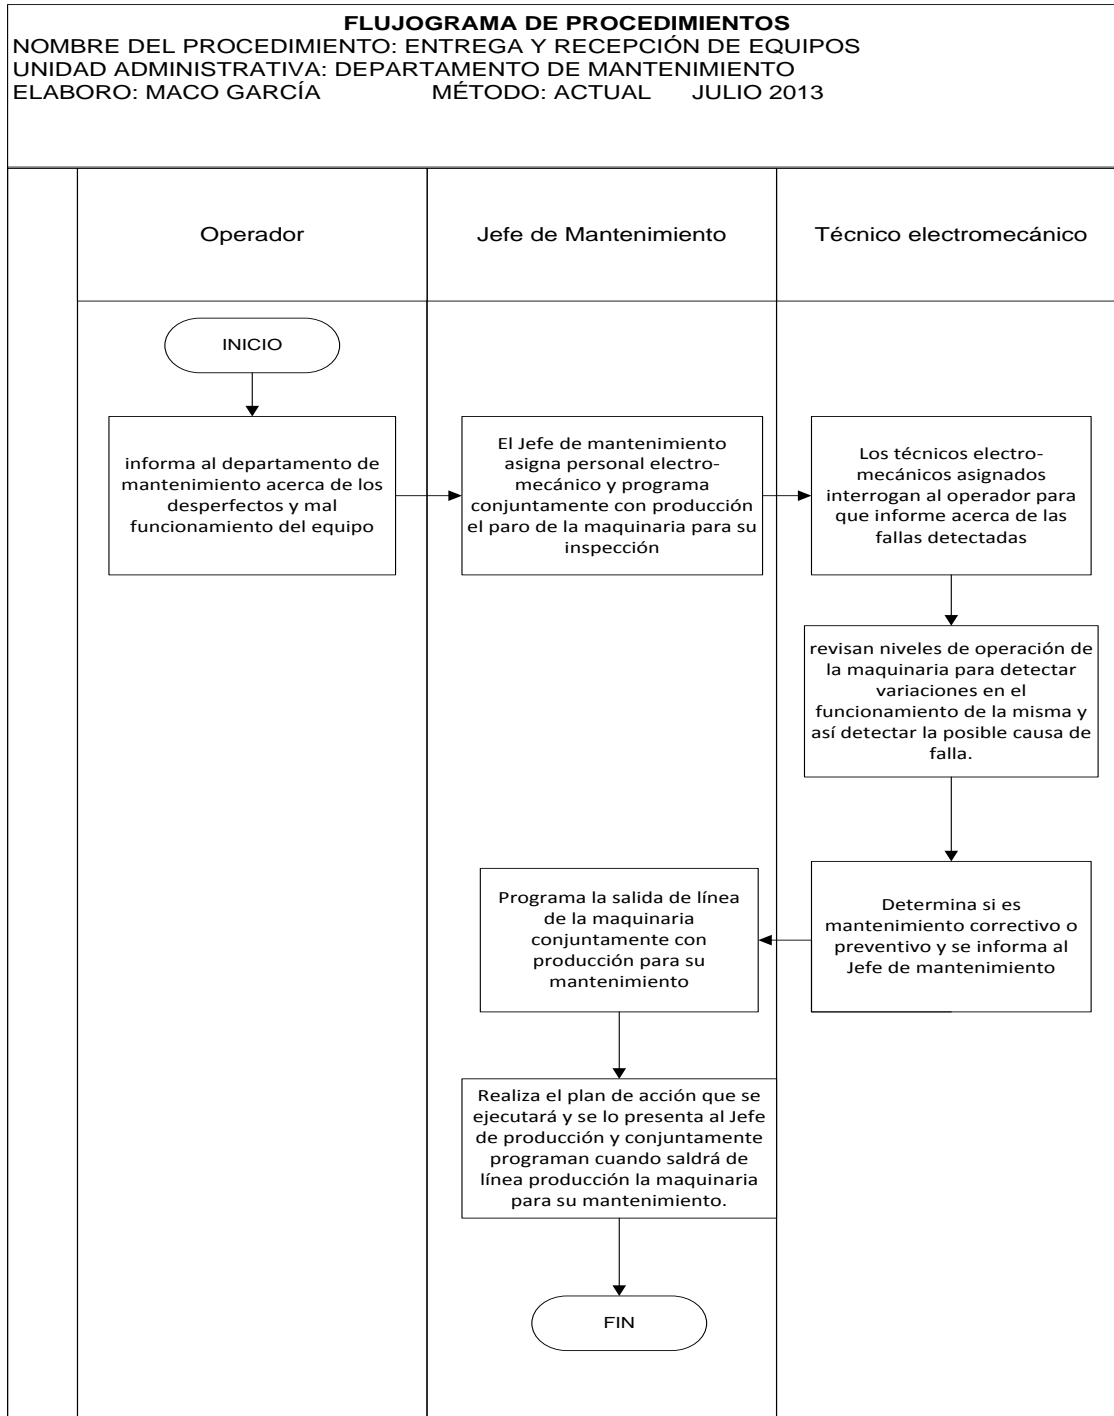 FLUJOGRAMA DE PROCEDIMIENTOS
NOMBRE DEL PROCEDIMIENTO: ENTREGA Y RECEPCIÓN DE EQUIPOS
UNIDAD ADMINISTRATIVA: DEPARTAMENTO DE MANTENIMIENTO
ELABORO: MACO GARCÍA MÉTODO: ACTUAL JULIO 2013
Operador
Jefe de Mantenimiento
Técnico electromecánico
INICIO
informa al departamento de
mantenimiento acerca de los
desperfectos y mal
funcionamiento del equipo
El Jefe de mantenimiento
asigna personal electro-
mecánico y programa
conjuntamente con producción
el paro de la maquinaria para su
inspección
Los técnicos electro-
mecánicos asignados
interrogan al operador para
que informe acerca de las
fallas detectadas
revisan niveles de operación de
la maquinaria para detectar
variaciones en el
funcionamiento de la misma y
así detectar la posible causa de
falla.
Determina si es
mantenimiento correctivo o
preventivo y se informa al
Jefe de mantenimiento
Programa la salida de línea
de la maquinaria
conjuntamente con
producción para su
mantenimiento
Realiza el plan de acción que se
ejecutará y se lo presenta al Jefe
de producción y conjuntamente
programan cuando saldrá de
línea producción la maquinaria
para su mantenimiento.
FIN